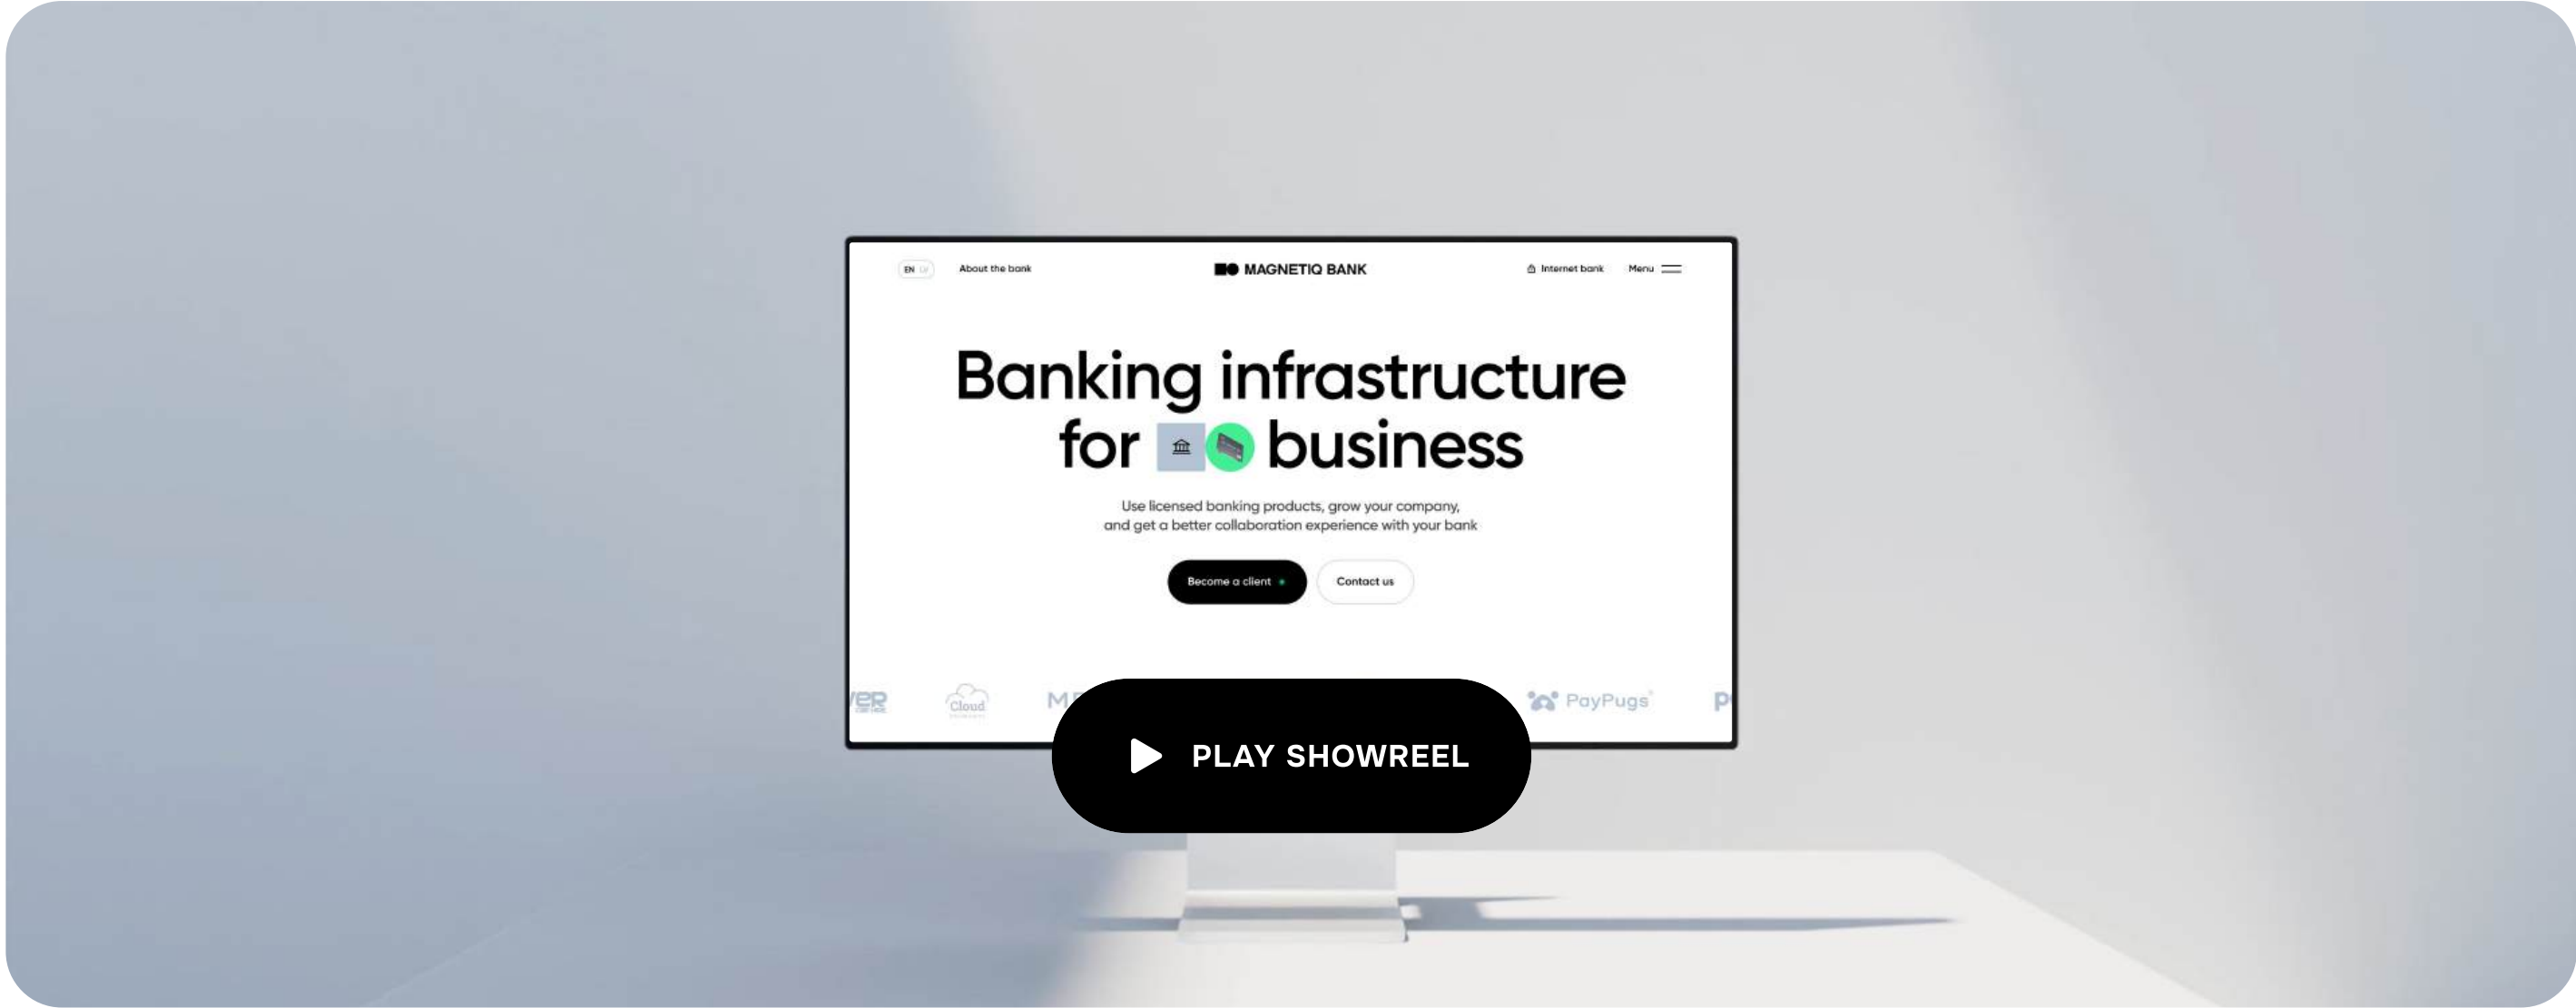 EN LV
About the bank
MAGNETIQ BANK
Internet bank
Menu
Banking infrastructure
for business
Use licensed banking products, grow your company,
and get a better collaboration experience with your bank
Become a client
Contact us
Cloud
PayPugs
PLAY SHOWREEL